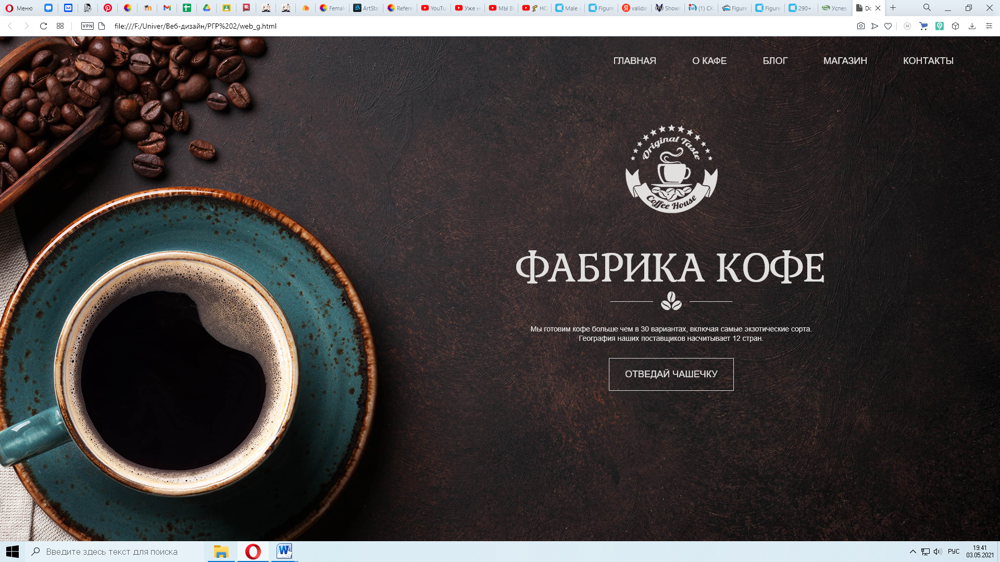 Меню
Femal
ArtSta
Refere
YouTu
Уже н
МЫ В
НС
Male
Figure
valida
Showi
(1) СК
Figure
Figure
290+
Успев
Dc
VPN
file:///F:/Univer/Веб-дизайн/РГР%202/web_g.html
ГЛАВНАЯ О КАФЕ БЛОГ МАГАЗИН КОНТАКТЫ
Original Taste
Coffee House
ФАБРИКА КОФЕ
Мы готовим кофе больше чем в 30 вариантах, включая самые экзотические сорта.
География наших поставщиков насчитывает 12 стран.
ОТВЕДАЙ ЧАШЕЧКУ
Введите здесь текст для поиска
РУС
19:41
03.05.2021